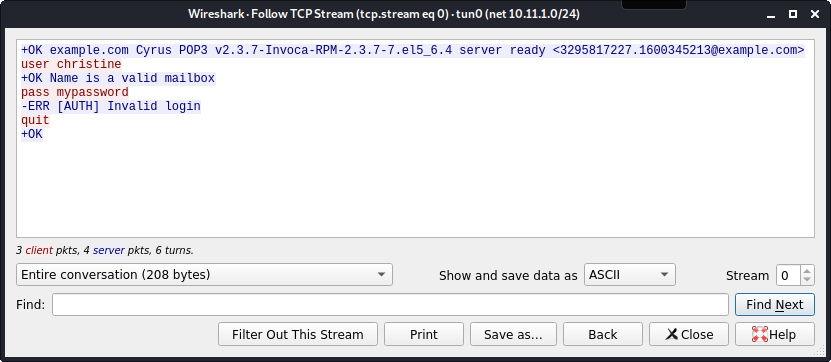 Wireshark · Follow TCP Stream (tcp.stream eq 0) · tun0 (net 10.11.1.0/24)
+OK example.com Cyrus POP3 v2.3.7-Invoca-RPM-2.3.7-7.el5_6.4 server ready <3295817227.1600345213@example.com>
user christine
+OK Name is a valid mailbox
pass mypassword
-ERR [AUTH] Invalid login
quit
+OK
3 client pkts, 4 server pkts, 6 turns.
Entire conversation (208 bytes) Show and save data as ASCII Stream 0
Find: Find Next
Filter Out This Stream Print Save as... Back Close Help